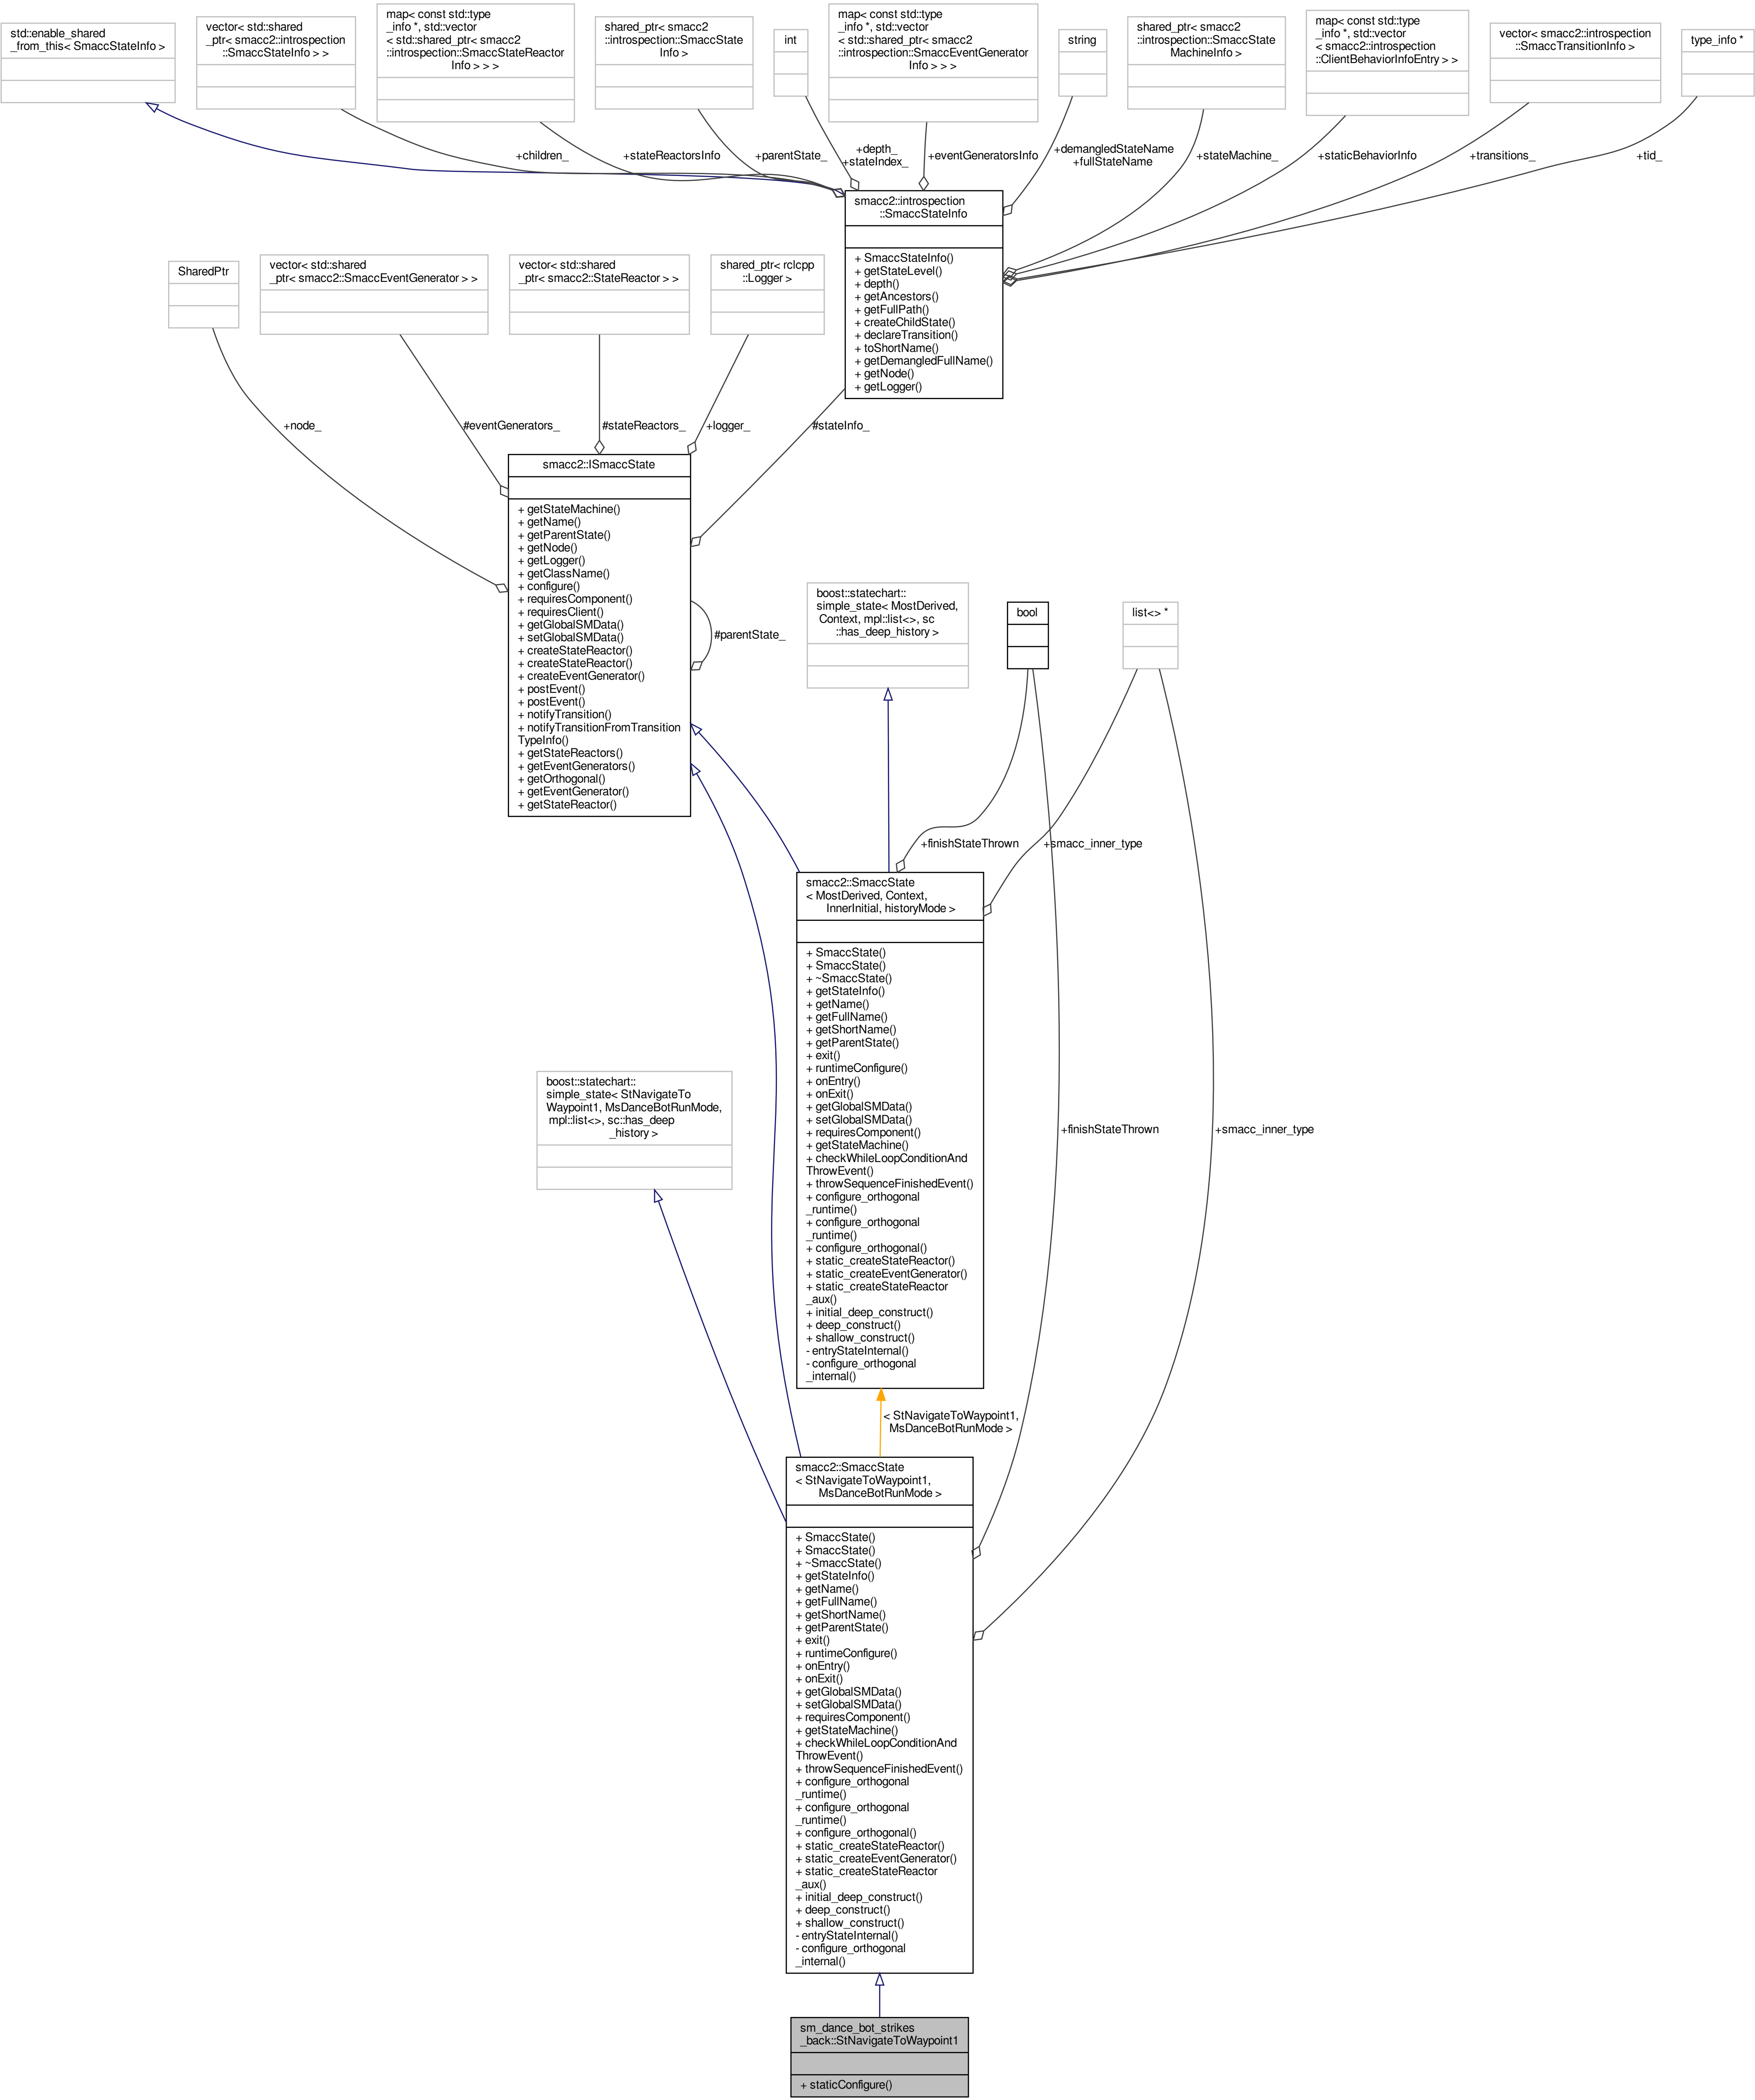 std::enable_shared
_from_this< SmaccStateInfo >
vector< std::shared
_ptr< smacc2::introspection
::SmaccStateInfo > >
map< const std::type
_info *, std::vector
< std::shared_ptr< smacc2
::introspection::SmaccStateReactor
Info > > >
shared_ptr< smacc2
::introspection::SmaccState
Info >
int
map< const std::type
_info *, std::vector
< std::shared_ptr< smacc2
::introspection::SmaccEventGenerator
Info > > >
string
shared_ptr< smacc2
::introspection::SmaccState
MachineInfo >
map< const std::type
_info *, std::vector
< smacc2::introspection
::ClientBehaviorInfoEntry > >
vector< smacc2::introspection
::SmaccTransitionInfo >
type_info *
+children_
+stateReactorsInfo
+parentState_
+depth_
+stateIndex_
+eventGeneratorsInfo
+demangledStateName
+fullStateName
+stateMachine_
+staticBehaviorInfo
+transitions_
+tid_
smacc2::introspection
::SmaccStateInfo
+ SmaccStateInfo()
+ getStateLevel()
+ depth()
+ getAncestors()
+ getFullPath()
+ createChildState()
+ declareTransition()
+ toShortName()
+ getDemangledFullName()
+ getNode()
+ getLogger()
SharedPtr
vector< std::shared
_ptr< smacc2::SmaccEventGenerator > >
vector< std::shared
_ptr< smacc2::StateReactor > >
shared_ptr< rclcpp
::Logger >
+node_
#eventGenerators_
#stateReactors_
+logger_
#stateInfo_
smacc2::ISmaccState
+ getStateMachine()
+ getName()
+ getParentState()
+ getNode()
+ getLogger()
+ getClassName()
+ configure()
+ requiresComponent()
+ requiresClient()
+ getGlobalSMData()
+ setGlobalSMData()
+ createStateReactor()
+ createStateReactor()
+ createEventGenerator()
+ postEvent()
+ postEvent()
+ notifyTransition()
+ notifyTransitionFromTransition
TypeInfo()
+ getStateReactors()
+ getEventGenerators()
+ getOrthogonal()
+ getEventGenerator()
+ getStateReactor()
#parentState_
boost::statechart::
simple_state< MostDerived,
Context, mpl::list<>, sc
::has_deep_history >
bool
list<> *
+finishStateThrown
+smacc_inner_type
smacc2::SmaccState
< MostDerived, Context,
InnerInitial, historyMode >
+ SmaccState()
+ SmaccState()
+ ~SmaccState()
+ getStateInfo()
+ getName()
+ getFullName()
+ getShortName()
+ getParentState()
+ exit()
+ runtimeConfigure()
+ onEntry()
+ onExit()
+ getGlobalSMData()
+ setGlobalSMData()
+ requiresComponent()
+ getStateMachine()
+ checkWhileLoopConditionAnd
ThrowEvent()
+ throwSequenceFinishedEvent()
+ configure_orthogonal
_runtime()
+ configure_orthogonal
_runtime()
+ configure_orthogonal()
+ static_createStateReactor()
+ static_createEventGenerator()
+ static_createStateReactor
_aux()
+ initial_deep_construct()
+ deep_construct()
+ shallow_construct()
- entryStateInternal()
- configure_orthogonal
_internal()
boost::statechart::
simple_state< StNavigateTo
Waypoint1, MsDanceBotRunMode,
mpl::list<>, sc::has_deep
_history >
+finishStateThrown
+smacc_inner_type
< StNavigateToWaypoint1,
MsDanceBotRunMode >
smacc2::SmaccState
< StNavigateToWaypoint1,
MsDanceBotRunMode >
+ SmaccState()
+ SmaccState()
+ ~SmaccState()
+ getStateInfo()
+ getName()
+ getFullName()
+ getShortName()
+ getParentState()
+ exit()
+ runtimeConfigure()
+ onEntry()
+ onExit()
+ getGlobalSMData()
+ setGlobalSMData()
+ requiresComponent()
+ getStateMachine()
+ checkWhileLoopConditionAnd
ThrowEvent()
+ throwSequenceFinishedEvent()
+ configure_orthogonal
_runtime()
+ configure_orthogonal
_runtime()
+ configure_orthogonal()
+ static_createStateReactor()
+ static_createEventGenerator()
+ static_createStateReactor
_aux()
+ initial_deep_construct()
+ deep_construct()
+ shallow_construct()
- entryStateInternal()
- configure_orthogonal
_internal()
sm_dance_bot_strikes
_back::StNavigateToWaypoint1
+ staticConfigure()